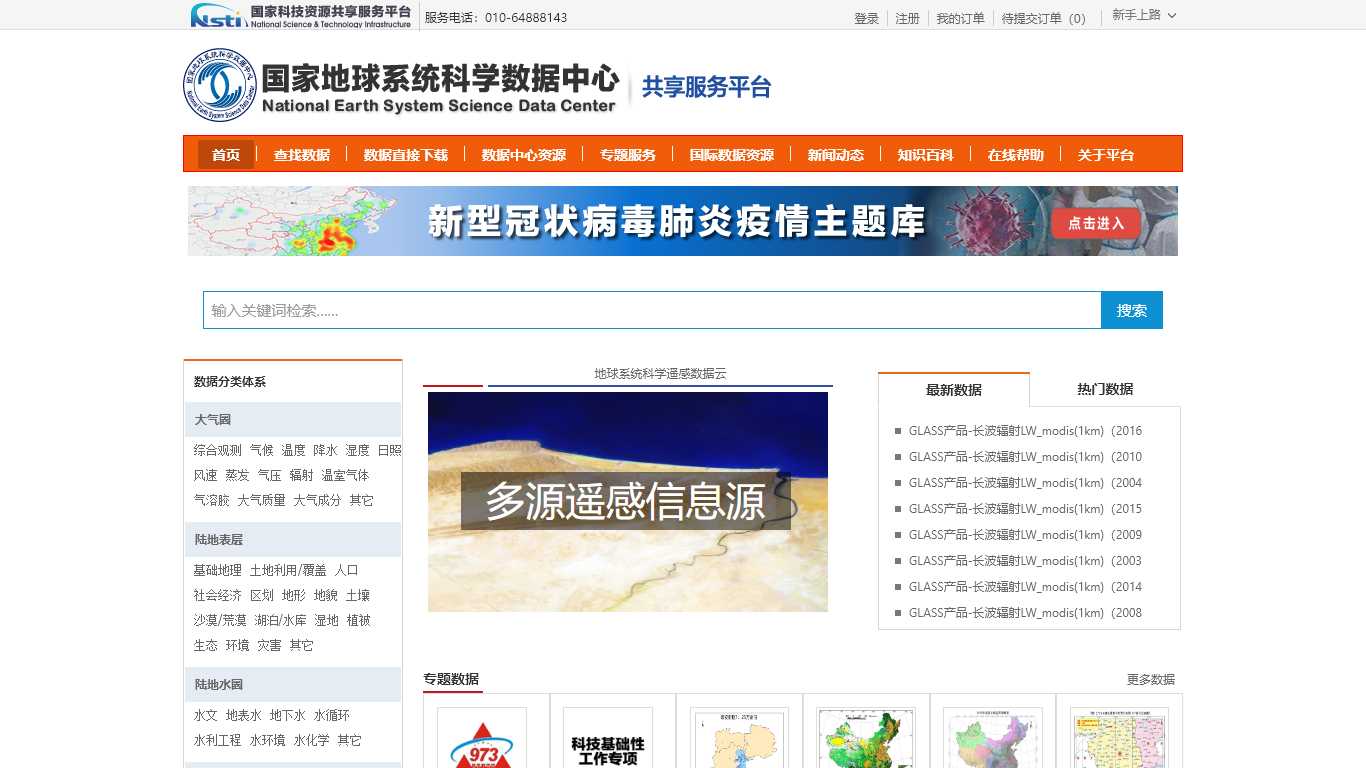 Nsti 国家科技资源共享服务平台
National Science & Technology Infrastructure
服务电话：010-64888143
登录 注册 我的订单 待提交订单（0） 新手上路
国家地球系统科学数据中心
National Earth System Science Data Center
共享服务平台
首页 查找数据 数据直接下载 数据中心资源 专题服务 国际数据资源 新闻动态 知识百科 在线帮助 关于平台
新型冠状病毒肺炎疫情主题库
点击进入
输入关键词检索......
搜索
数据分类体系
大气圈
综合观测 气候 温度 降水 湿度 日照
风速 蒸发 气压 辐射 温室气体
气溶胶 大气质量 大气成分 其它
陆地表层
基础地理 土地利用/覆盖 人口
社会经济 区划 地形 地貌 土壤
沙漠/荒漠 湖泊/水库 湿地 植被
生态 环境 灾害 其它
陆地水圈
水文 地表水 地下水 水循环
水利工程 水环境 水化学 其它
地球系统科学遥感数据云
多源遥感信息源
最新数据 热门数据
GLASS产品-长波辐射LW_modis(1km)（2016
GLASS产品-长波辐射LW_modis(1km)（2010
GLASS产品-长波辐射LW_modis(1km)（2004
GLASS产品-长波辐射LW_modis(1km)（2015
GLASS产品-长波辐射LW_modis(1km)（2009
GLASS产品-长波辐射LW_modis(1km)（2003
GLASS产品-长波辐射LW_modis(1km)（2014
GLASS产品-长波辐射LW_modis(1km)（2008
专题数据
更多数据
973
科技基础性
工作专项